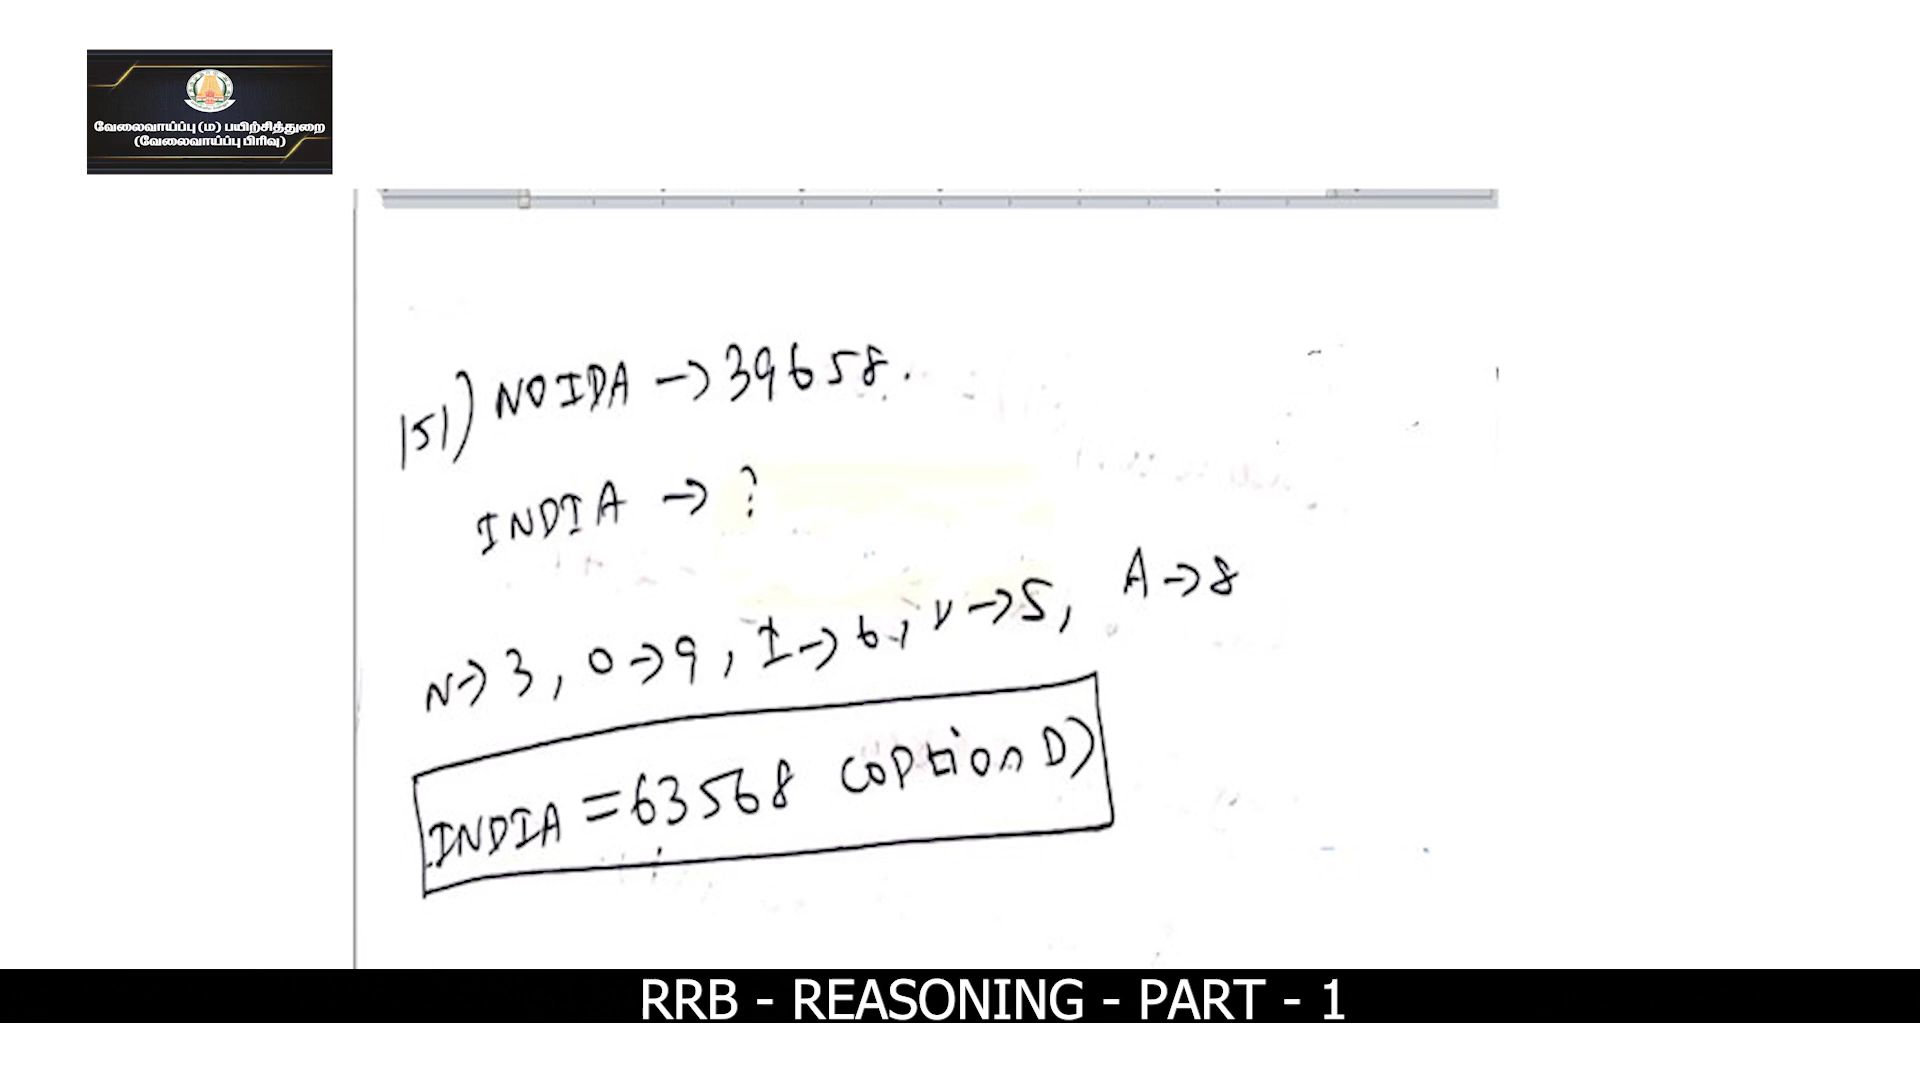 வேலைவாய்ப்பு (ம) பயிற்சித்துறை
(வேலைவாய்ப்பு பிரிவு)
151) NOIDA → 39658.
INDIA → ?
N → 3, O → 9, I → 6, D → 5, A → 8
INDIA = 63568 (option D)
RRB - REASONING - PART - 1